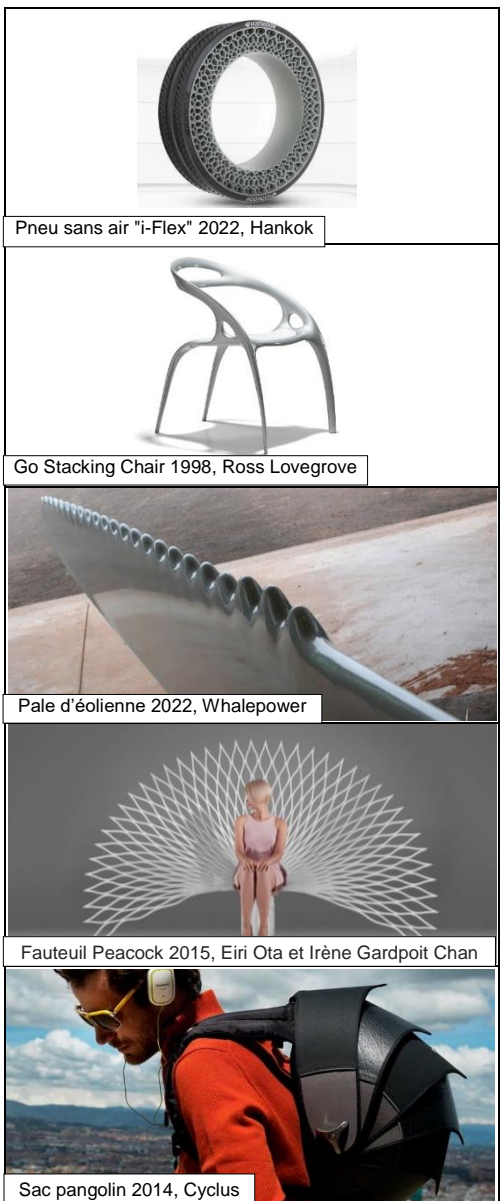 HANKOOK
Pneu sans air "i-Flex" 2022, Hankok
Go Stacking Chair 1998, Ross Lovegrove
Pale d'éolienne 2022, Whalepower
Fauteuil Peacock 2015, Eiri Ota et Irène Gardpoit Chan
Sac pangolin 2014, Cyclus